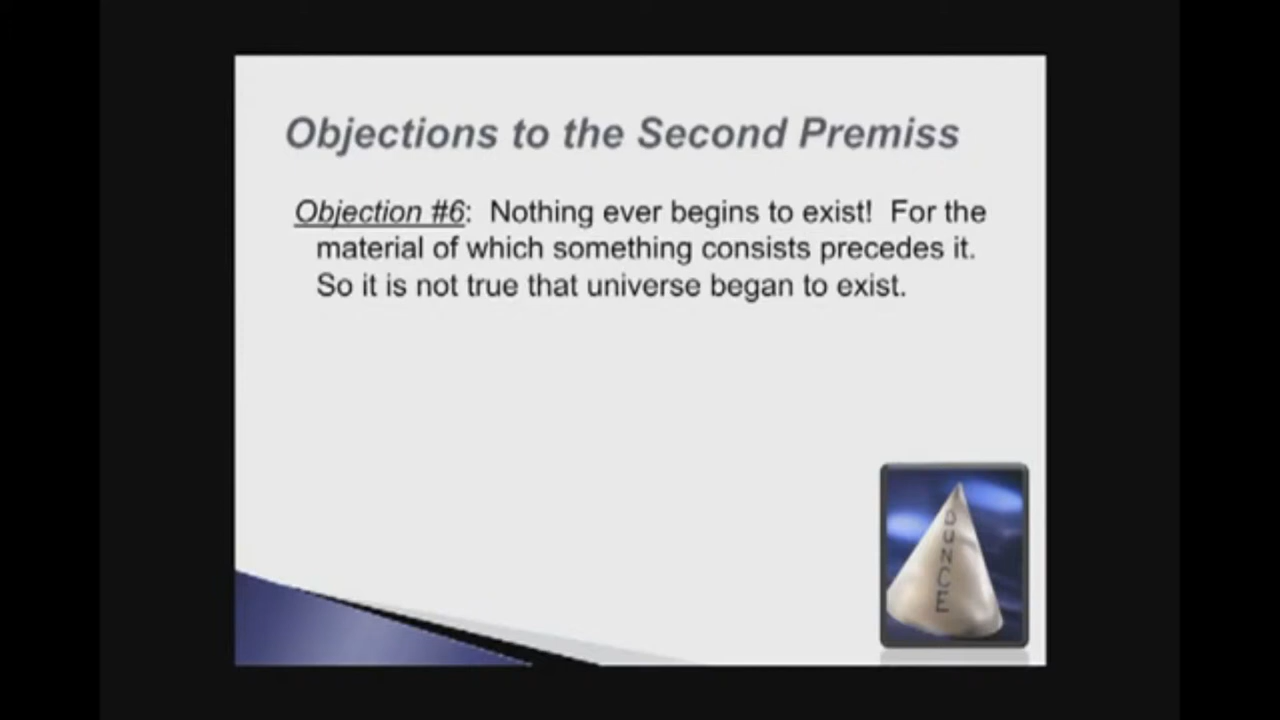 Objections to the Second Premiss
Objection #6: Nothing ever begins to exist! For the
material of which something consists precedes it.
So it is not true that universe began to exist.
DUNCE